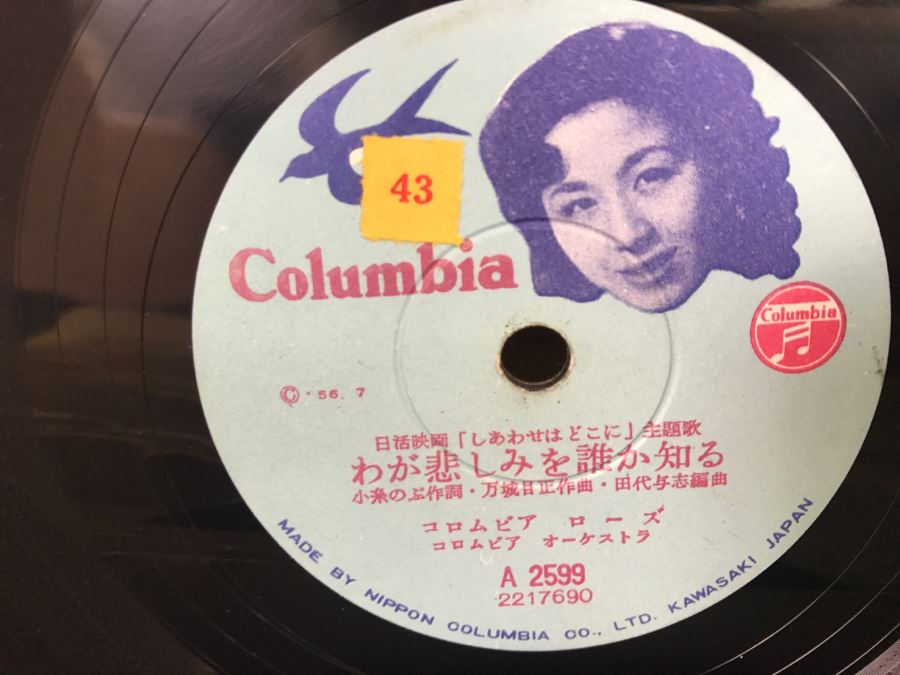 43
Columbia
Columbia
Ⓒ・56.7
日活映画「しあわせはどこに」主題歌
わが悲しみを誰か知る
小糸のぶ作詞・万城目正作曲・田代与志編曲
コロムビア ローズ
コロムビア オーケストラ
A 2599
2217690
MADE BY NIPPON COLUMBIA CO., LTD. KAWASAKI JAPAN